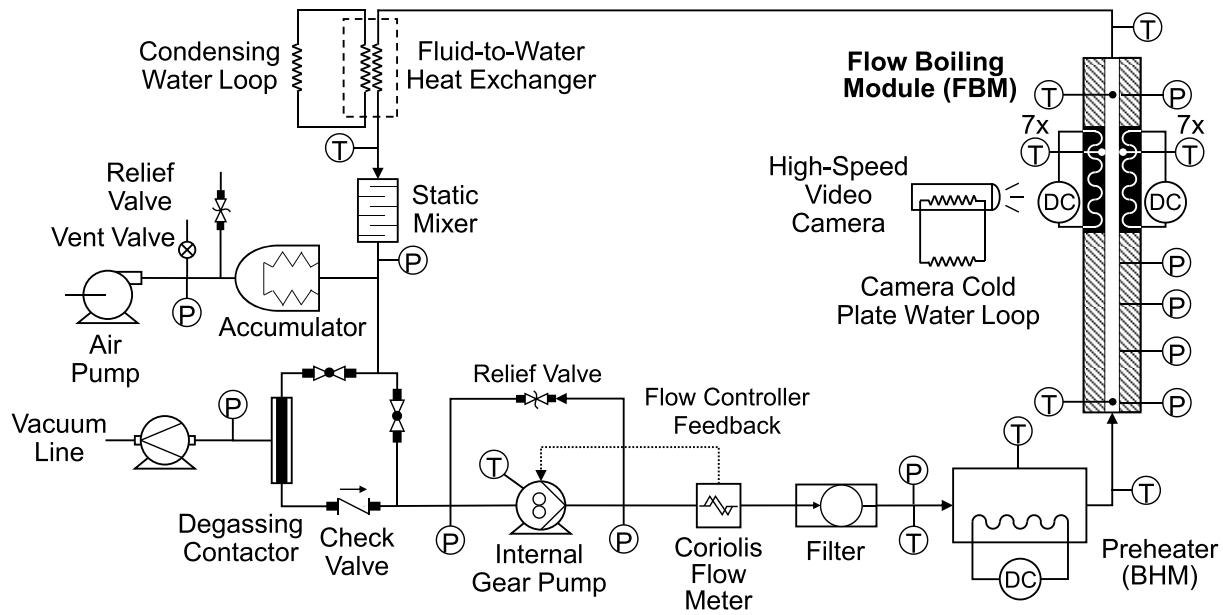 Condensing
Water Loop
Fluid-to-Water
Heat Exchanger
T
Flow Boiling
Module (FBM)
T
P
7x
7x
T
T
T
DC
DC
High-Speed
Video
Camera
Relief
Valve
Static
Mixer
Vent Valve
P
P
P
Camera Cold
Plate Water Loop
P
Accumulator
Air
Pump
P
Relief Valve
Flow Controller
Feedback
T
P
P
Vacuum
Line
T
T
P
T
Degassing
Contactor
Check
Valve
P
Internal
Gear Pump
P
Coriolis
Flow
Meter
Filter
T
DC
Preheater
(BHM)